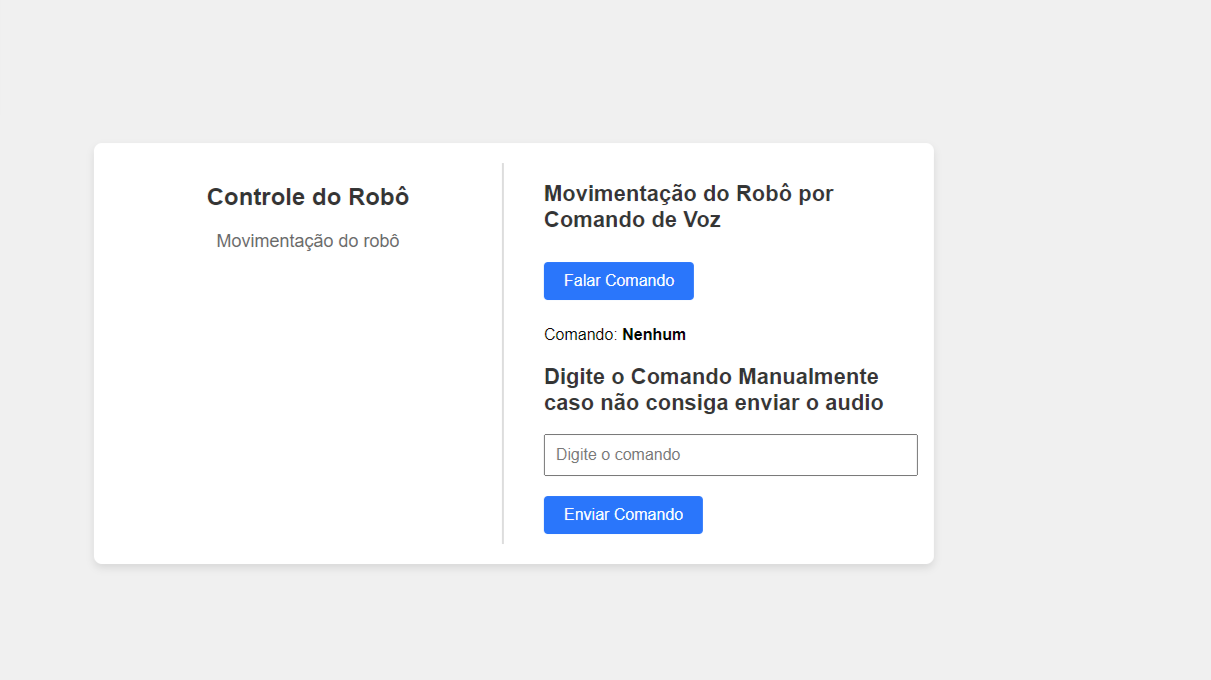 Controle do Robô
Movimentação do robô
Movimentação do Robô por
Comando de Voz
Falar Comando
Comando: Nenhum
Digite o Comando Manualmente
caso não consiga enviar o audio
Digite o comando
Enviar Comando